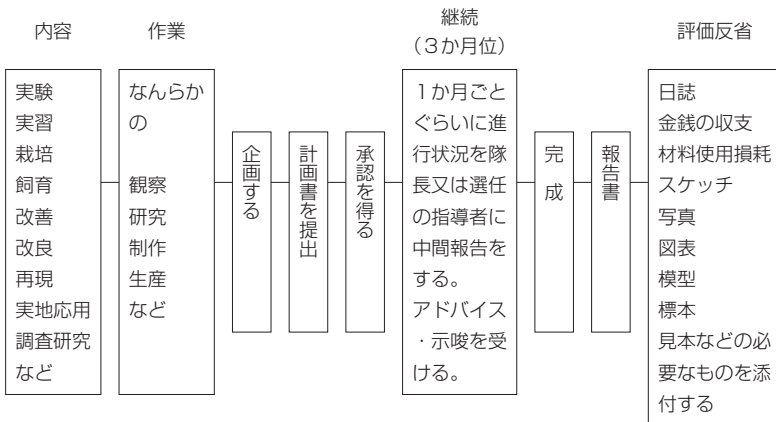 内容
実験
実習
栽培
飼育
改善
改良
再現
実地応用
調査研究
など
作業
なんらか
の
観察
研究
制作
生産
など
企画する
計画書を提出
承認を得る
継続
（３か月位）
１か月ごと
ぐらいに進
行状況を隊
長又は選任
の指導者に
中間報告を
する。
アドバイス
・示唆を受
ける。
完成
報告書
評価反省
日誌
金銭の収支
材料使用損耗
スケッチ
写真
図表
模型
標本
見本などの必
要なものを添
付する